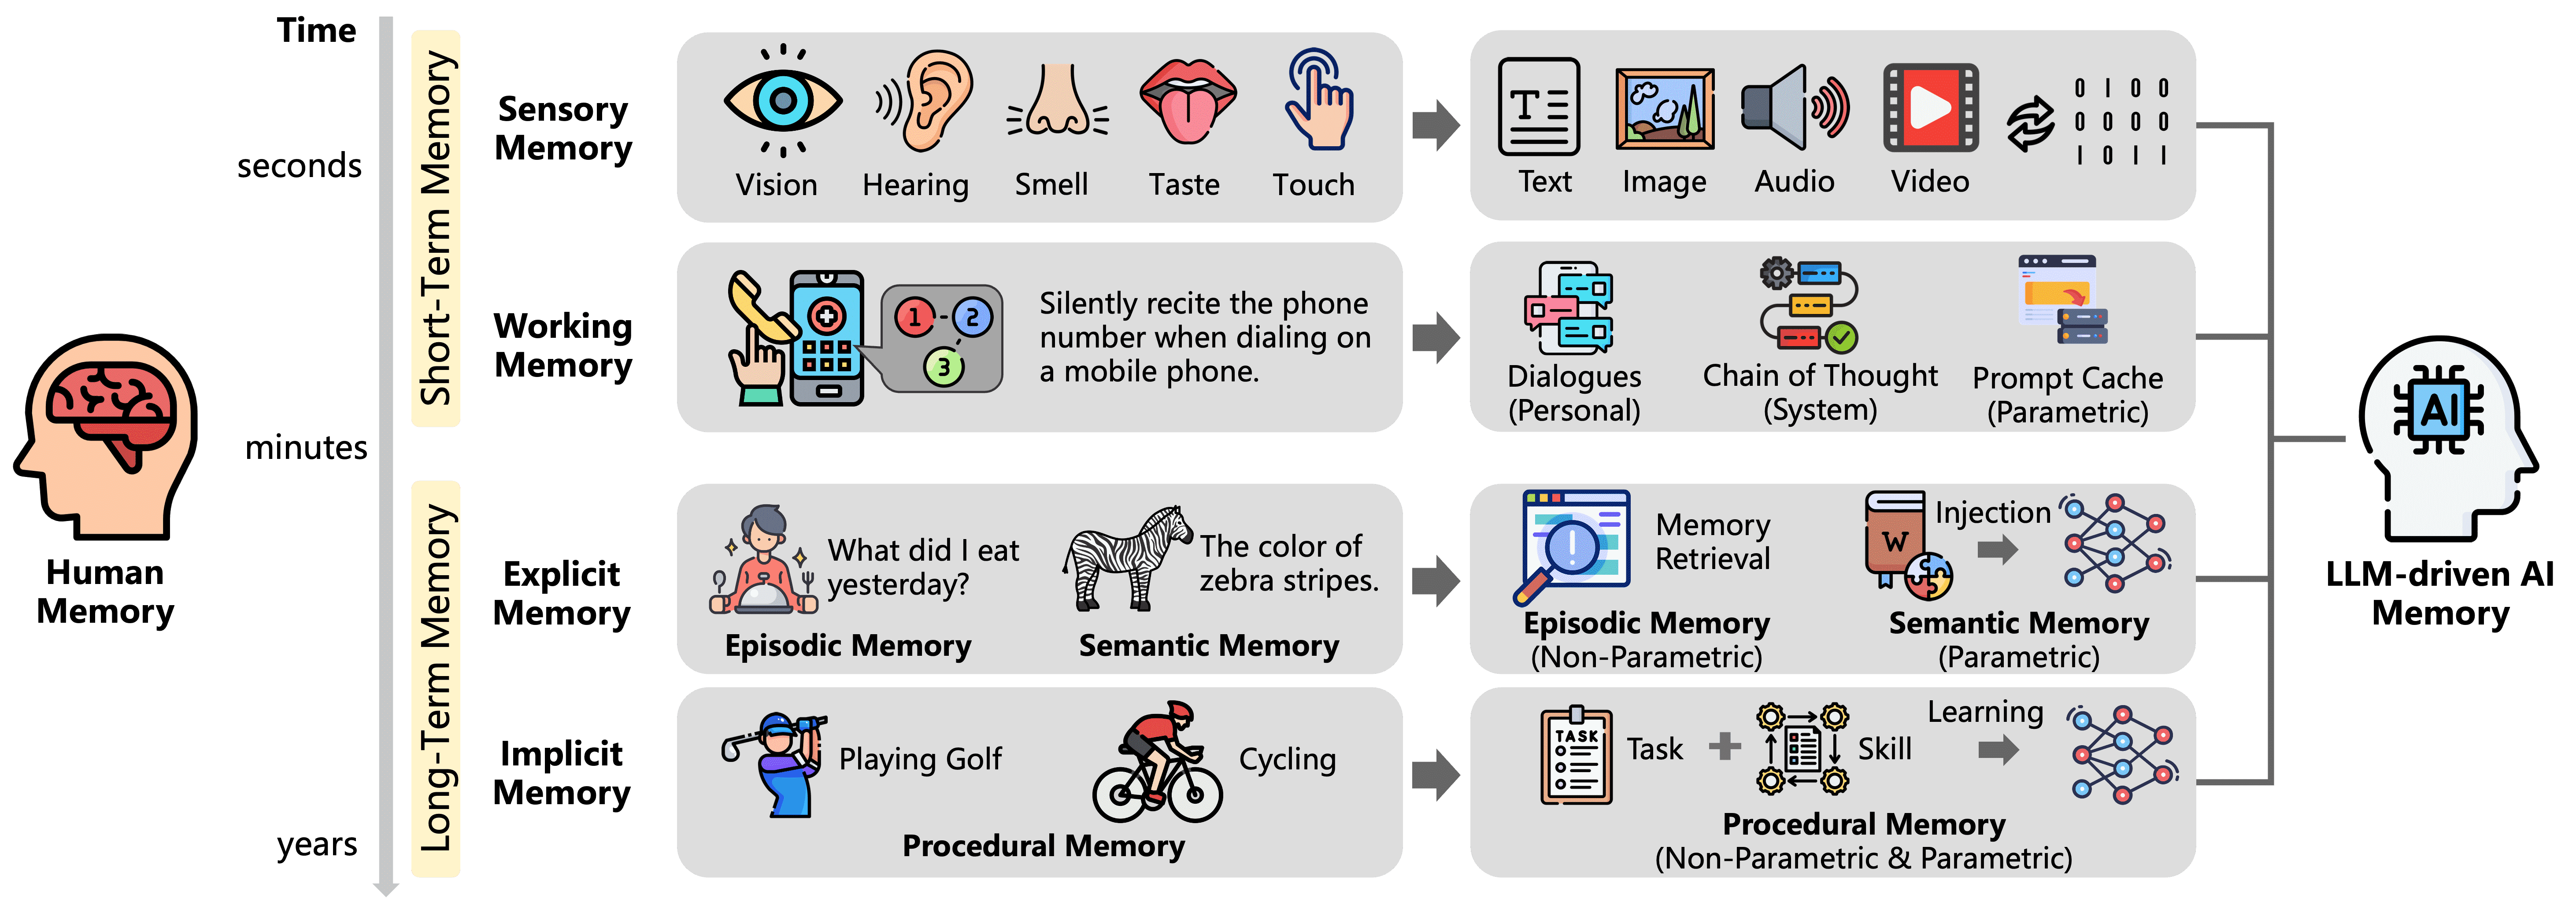 Time
seconds
minutes
years
Human
Memory
Short-Term Memory
Long-Term Memory
Sensory
Memory
Vision
Hearing
Smell
Taste
Touch
T
Text
Image
Audio
Video
0 1 0 0
0 0 0 0
1 0 1 1
Working
Memory
1
2
3
Silently recite the phone
number when dialing on
a mobile phone.
Dialogues
(Personal)
Chain of Thought
(System)
Prompt Cache
(Parametric)
Explicit
Memory
What did I eat
yesterday?
Episodic Memory
The color of
zebra stripes.
Semantic Memory
Memory
Retrieval
Episodic Memory
(Non-Parametric)
W
Injection
Semantic Memory
(Parametric)
Implicit
Memory
Playing Golf
Cycling
Procedural Memory
TASK
Task
Skill
Learning
Procedural Memory
(Non-Parametric & Parametric)
AI
LLM-driven AI
Memory